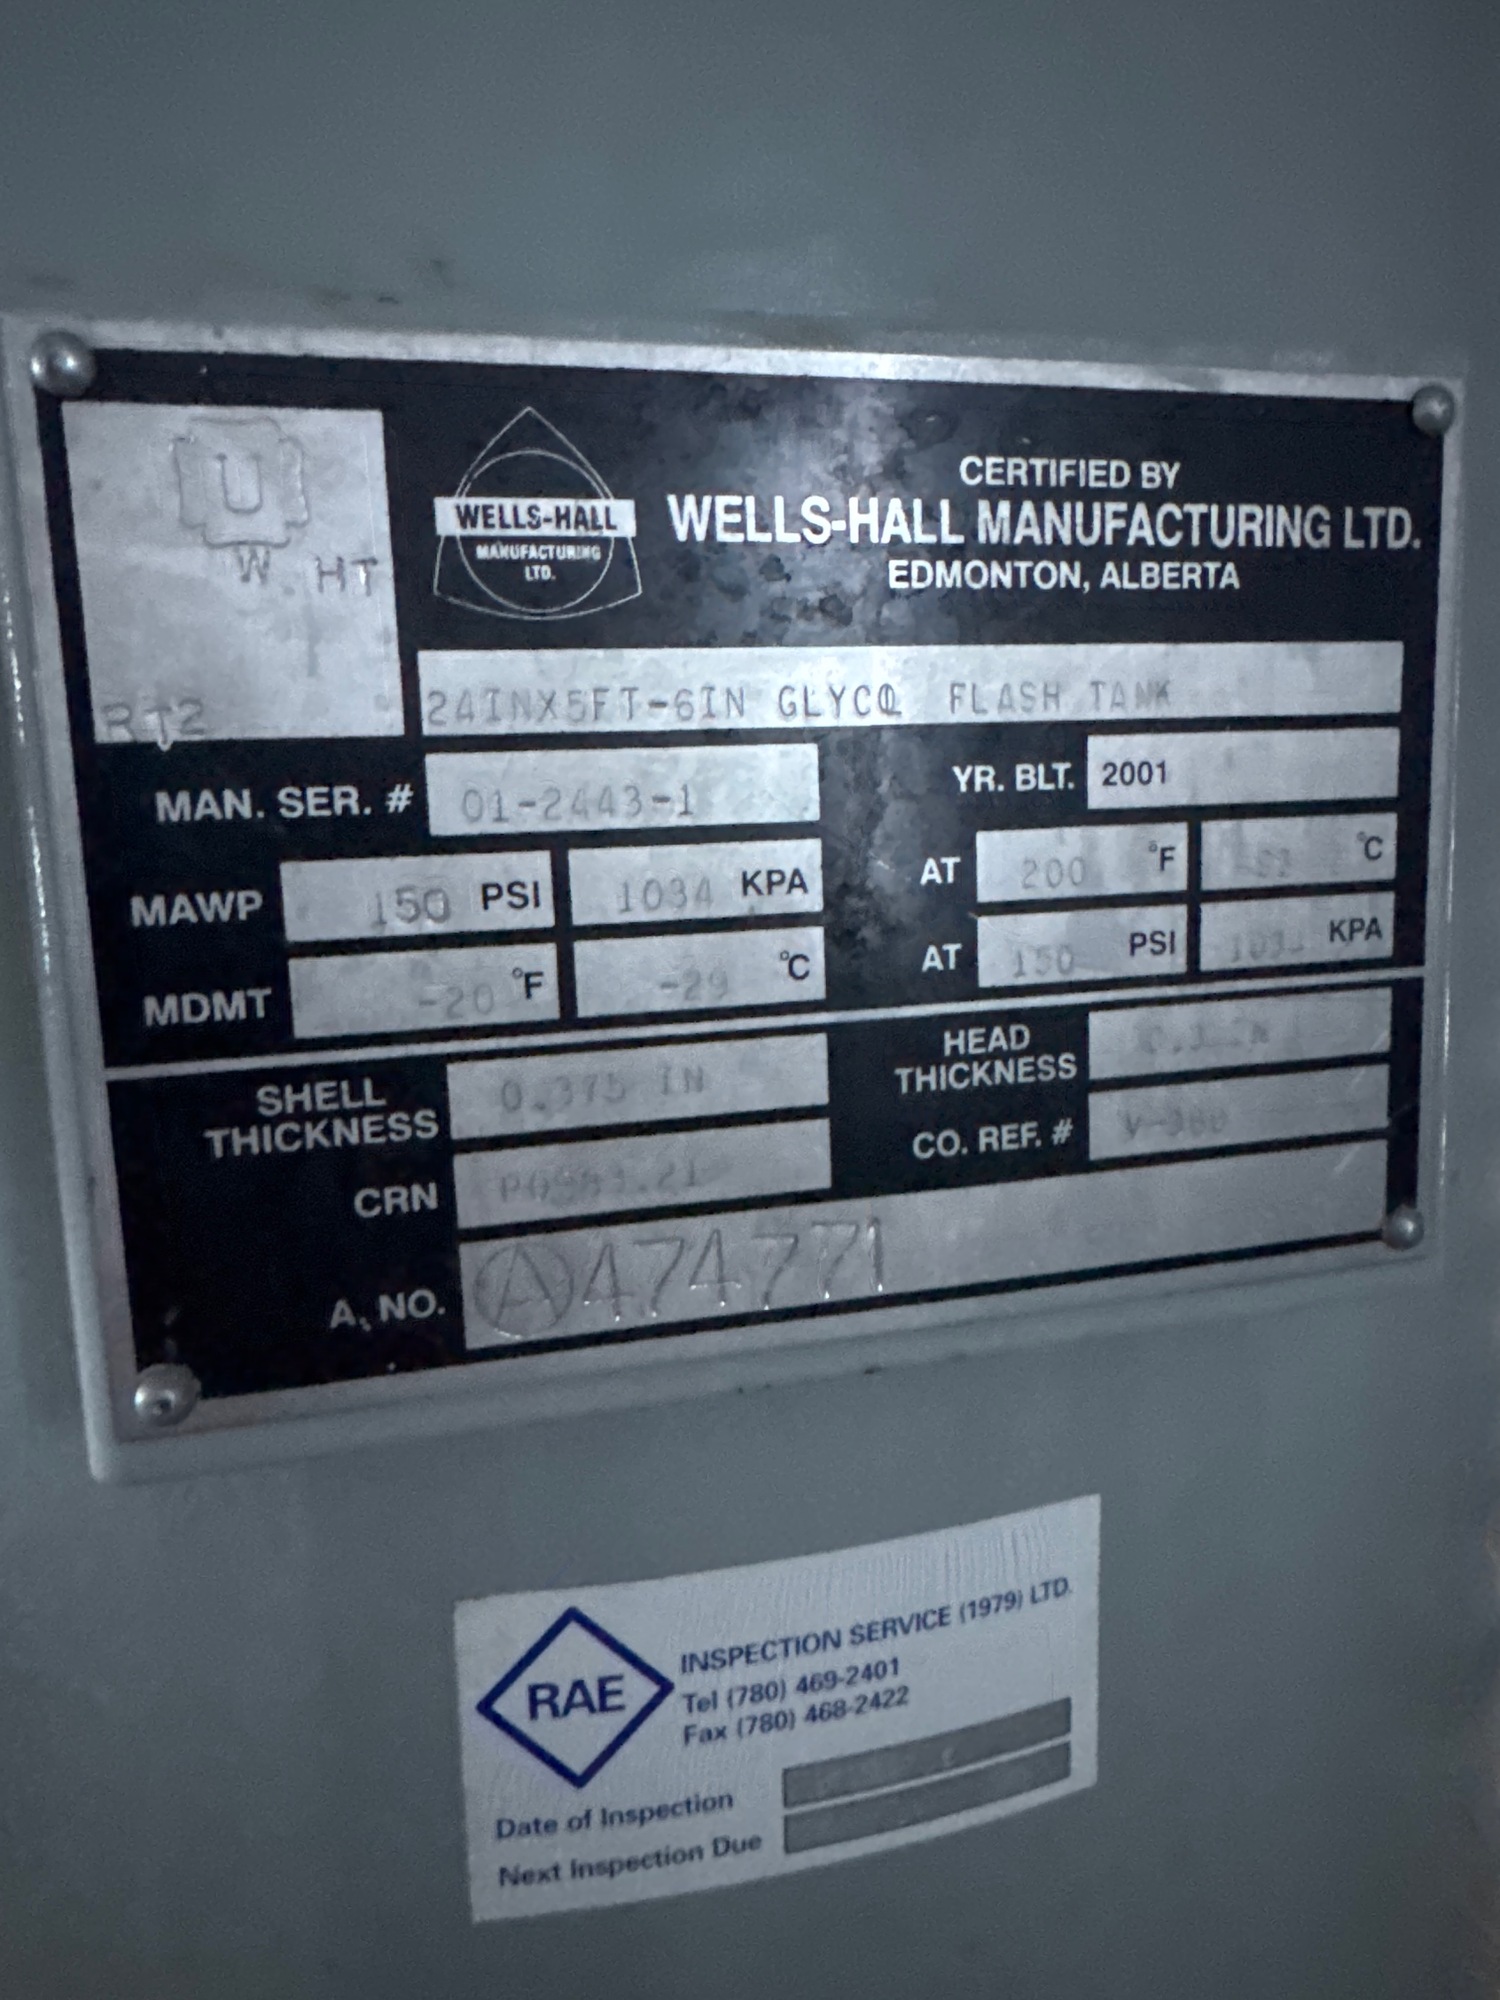 U
W HT
RT2
WELLS-HALL
MANUFACTURING
LTD.
CERTIFIED BY
WELLS-HALL MANUFACTURING LTD.
EDMONTON, ALBERTA
24INX5FT-6IN GLYCOL FLASH TANK
MAN. SER. # 01-2443-1
YR. BLT. 2001
MAWP 150 PSI 1034 KPA AT 200 °F °C
MDMT -20 °F -29 °C AT 150 PSI KPA
SHELL THICKNESS 0.375 IN
HEAD THICKNESS
CRN
CO. REF. #
A. NO. A474771
RAE
INSPECTION SERVICE (1979) LTD.
Tel (780) 469-2401
Fax (780) 468-2422
Date of Inspection
Next Inspection Due